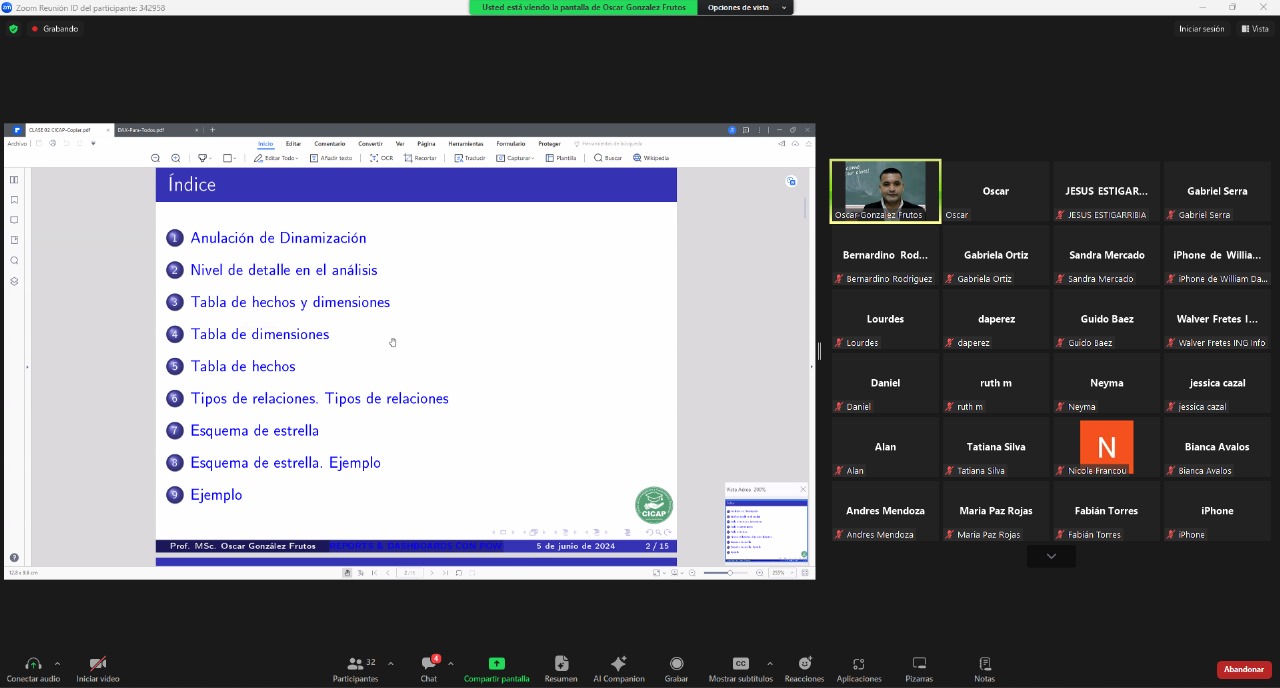 Zoom Reunión ID del participante: 342958
Usted está viendo la pantalla de Oscar Gonzalez Frutos
Opciones de vista
Grabando
Iniciar sesión
Vista
CLASE 02 CICAP-Copiar.pdf
DAX-Para-Todos.pdf
Archivo
Inicio Editar Comentario Convertir Ver Página Herramientas Formulario Proteger Herramientas de búsqueda
Editar Todo Añadir texto OCR Recortar Traducir Capturar Plantilla Buscar Wikipedia
Índice
1 Anulación de Dinamización
2 Nivel de detalle en el análisis
3 Tabla de hechos y dimensiones
4 Tabla de dimensiones
5 Tabla de hechos
6 Tipos de relaciones. Tipos de relaciones
7 Esquema de estrella
8 Esquema de estrella. Ejemplo
9 Ejemplo
CICAP
Prof. MSc. Oscar González Frutos
REPORTS & DASHBOARDS CON POW
5 de junio de 2024
2 / 15
Vista Aérea 200%
Oscar Gonzalez Frutos
Oscar
Oscar
JESUS ESTIGAR...
JESUS ESTIGARRIBIA
Gabriel Serra
Gabriel Serra
Bernardino Rod...
Bernardino Rodriguez
Gabriela Ortiz
Gabriela Ortiz
Sandra Mercado
Sandra Mercado
iPhone de Willia...
iPhone de William Da...
Lourdes
Lourdes
daperez
daperez
Guido Baez
Guido Baez
Walver Fretes I...
Walver Fretes ING Info
Daniel
Daniel
ruth m
ruth m
Neyma
Neyma
jessica cazal
jessica cazal
Alan
Alan
Tatiana Silva
Tatiana Silva
N
Nicole Francou
Bianca Avalos
Bianca Avalos
Andres Mendoza
Andres Mendoza
Maria Paz Rojas
Maria Paz Rojas
Fabián Torres
Fabián Torres
iPhone
iPhone
Conectar audio
Iniciar video
32
Participantes
4
Chat
Compartir pantalla
Resumen
AI Companion
Grabar
CC
Mostrar subtítulos
Reacciones
Aplicaciones
Pizarras
Notas
Abandonar